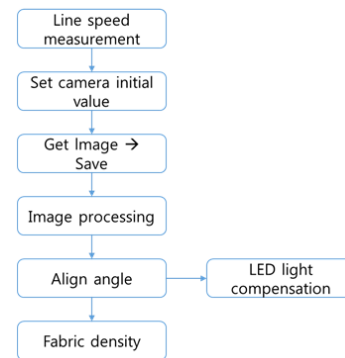 Line speed
measurement
Set camera initial
value
Get Image →
Save
Image processing
Align angle
LED light
compensation
Fabric density